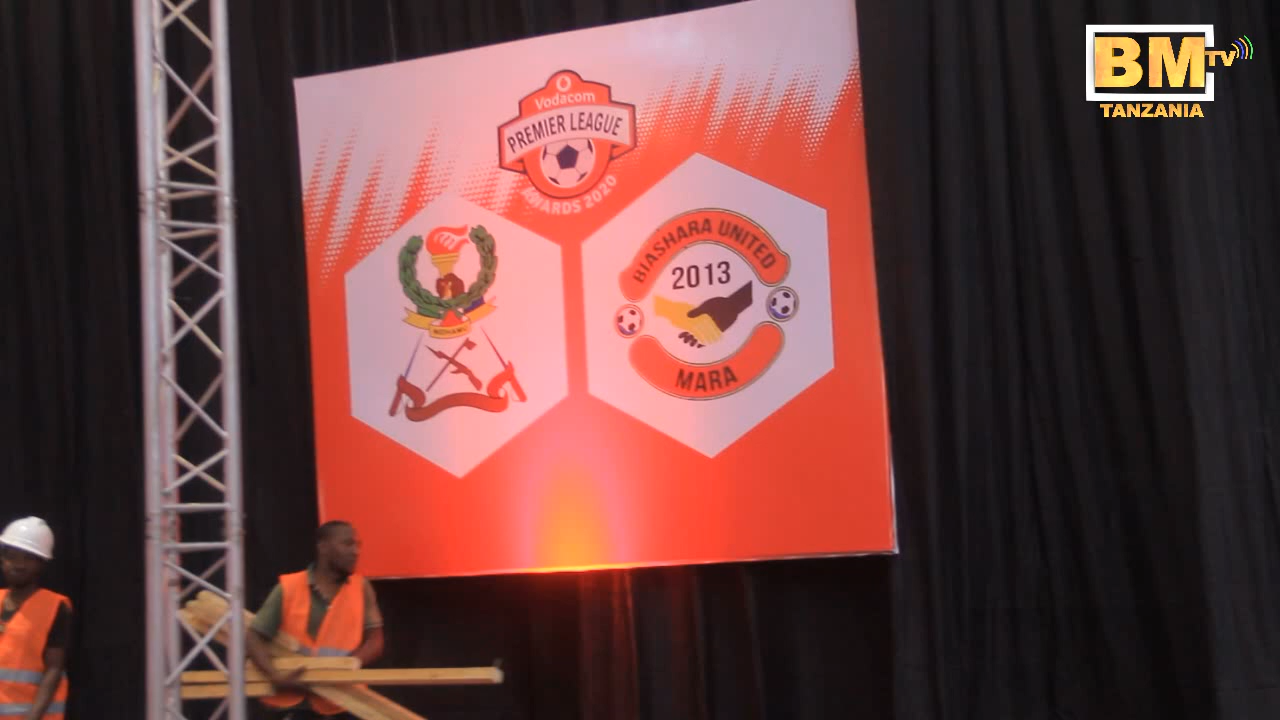 BM TV
TANZANIA
Vodacom
PREMIER LEAGUE
AWARDS 2020
BIASHARA UNITED
2013
MARA